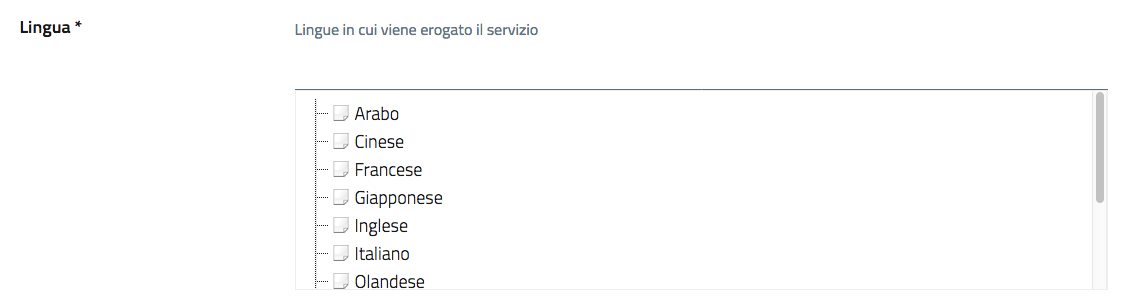 Lingua *
Lingue in cui viene erogato il servizio
Arabo
Cinese
Francese
Giapponese
Inglese
Italiano
Olandese